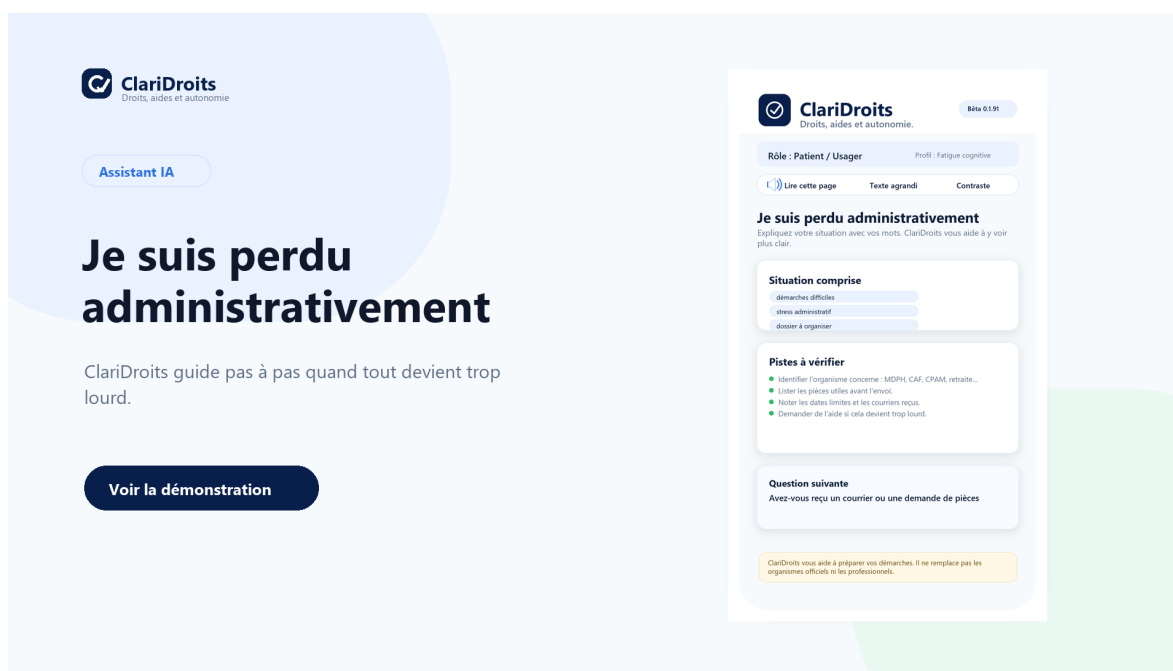 ClariDroits
Droits, aides et autonomie
Assistant IA
Je suis perdu
administrativement
ClariDroits guide pas à pas quand tout devient trop
lourd.
Voir la démonstration
ClariDroits
Droits, aides et autonomie.
Bêta 0.1.91
Rôle : Patient / Usager
Profil : Fatigue cognitive
Lire cette page
Texte agrandi
Contraste
Je suis perdu administrativement
Expliquez votre situation avec vos mots. ClariDroits vous aide à y voir
plus clair.
Situation comprise
démarches difficiles
stress administratif
dossier à organiser
Pistes à vérifier
Identifier l'organisme concerne : MDPH, CAF, CPAM, retraite...
Lister les pièces utiles avant l'envoi.
Noter les dates limites et les courriers reçus.
Demander de l'aide si cela devient trop lourd.
Question suivante
Avez-vous reçu un courrier ou une demande de pièces
ClariDroits vous aide à préparer vos démarches. Il ne remplace pas les
organismes officiels ni les professionnels.